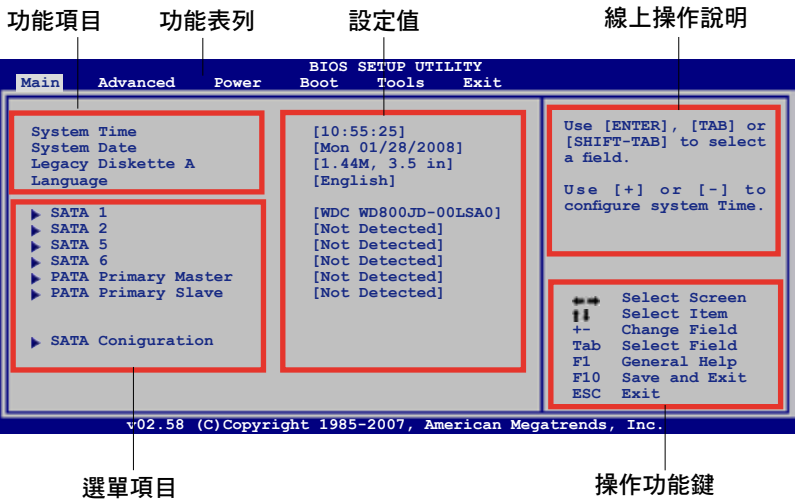 功能項目 功能表列 設定值 線上操作說明
BIOS SETUP UTILITY
Main Advanced Power Boot Tools Exit
System Time [10:55:25]
System Date [Mon 01/28/2008]
Legacy Diskette A [1.44M, 3.5 in]
Language [English]
SATA 1 [WDC WD800JD-00LSA0]
SATA 2 [Not Detected]
SATA 5 [Not Detected]
SATA 6 [Not Detected]
PATA Primary Master [Not Detected]
PATA Primary Slave [Not Detected]
SATA Coniguration
Use [ENTER], [TAB] or
[SHIFT-TAB] to select
a field.
Use [+] or [-] to
configure system Time.
Select Screen
Select Item
+- Change Field
Tab Select Field
F1 General Help
F10 Save and Exit
ESC Exit
v02.58 (C)Copyright 1985-2007, American Megatrends, Inc.
選單項目 操作功能鍵